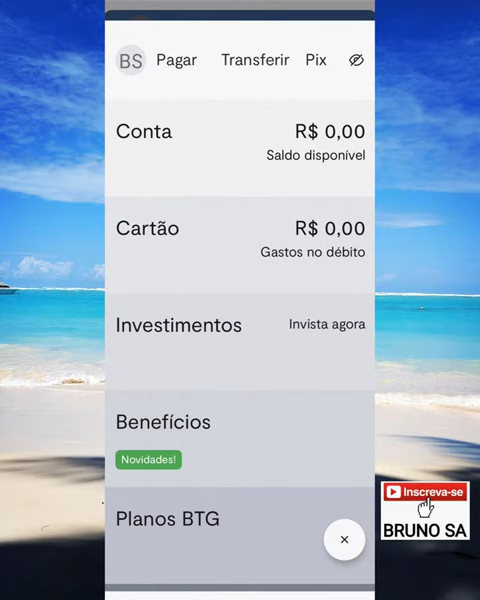 BS Pagar Transferir Pix
Conta R$ 0,00
Saldo disponível
Cartão R$ 0,00
Gastos no débito
Investimentos Invista agora
Benefícios
Novidades!
Planos BTG
Inscreva-se
BRUNO SA